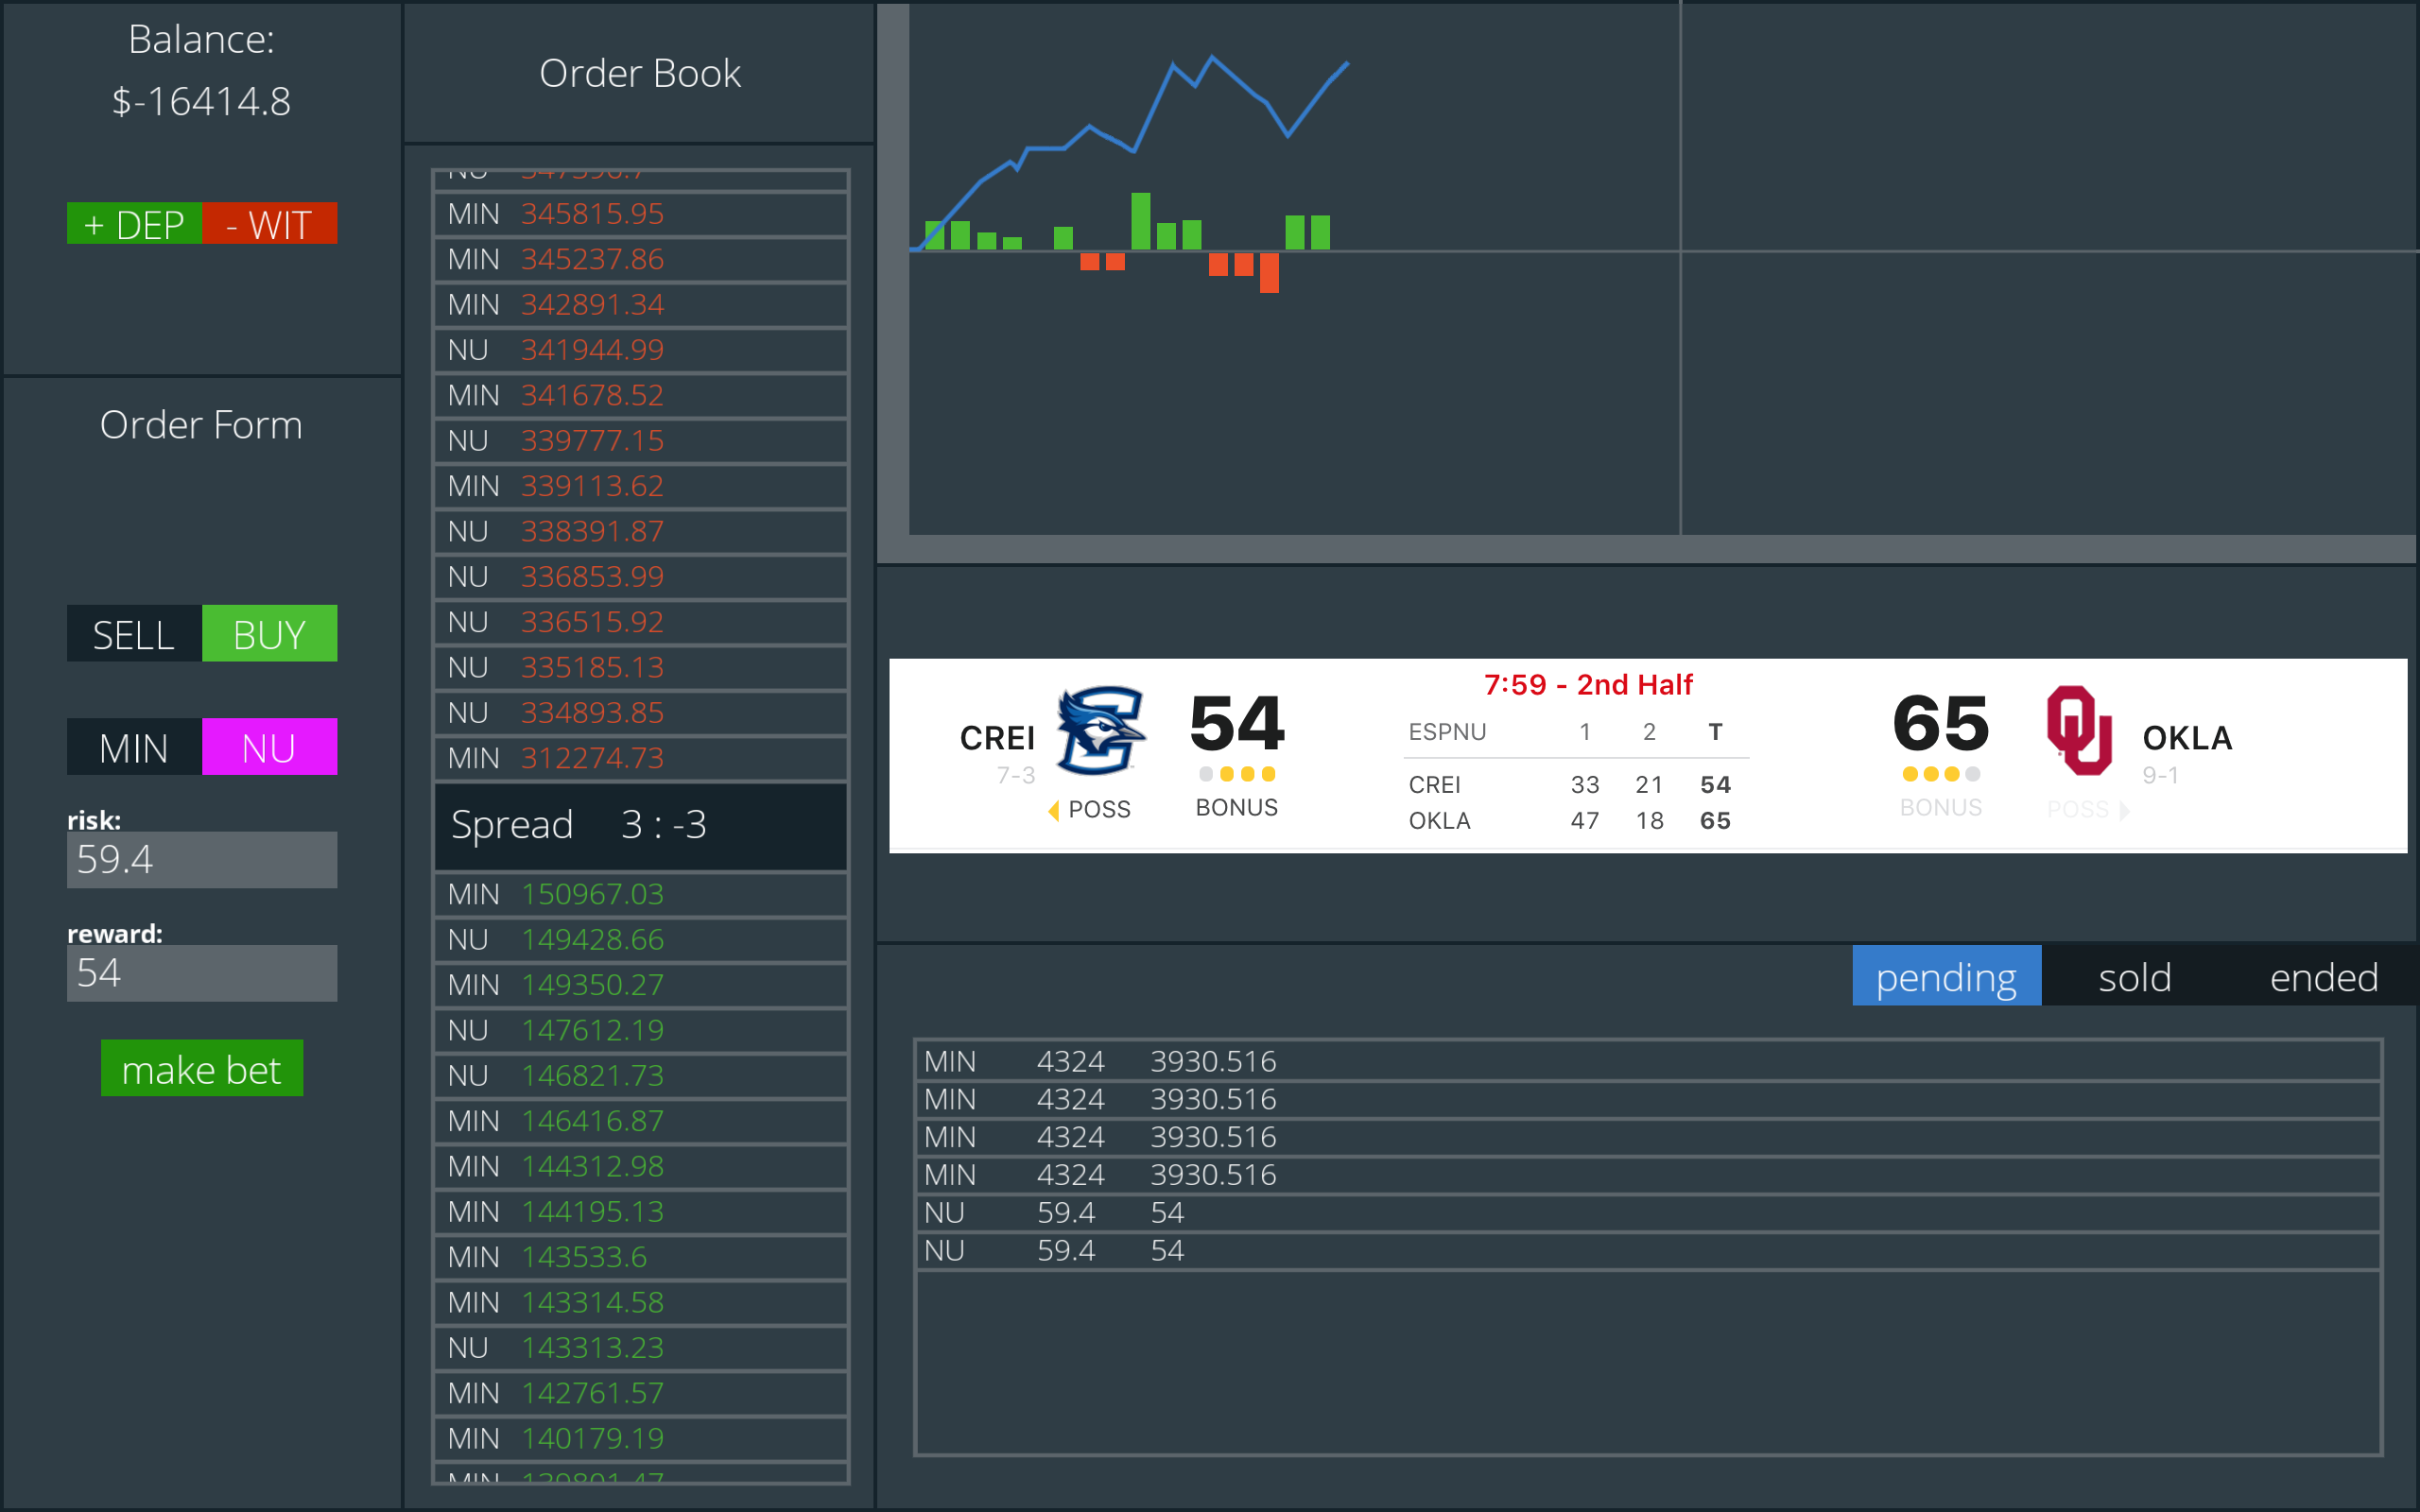 Balance:
$-16414.8
+ DEP - WIT
Order Form
SELL BUY
MIN NU
risk:
59.4
reward:
54
make bet
Order Book
MIN 345815.95
MIN 345237.86
MIN 342891.34
NU 341944.99
MIN 341678.52
NU 339777.15
MIN 339113.62
NU 338391.87
NU 336853.99
NU 336515.92
NU 335185.13
NU 334893.85
MIN 312274.73
Spread 3 : -3
MIN 150967.03
NU 149428.66
MIN 149350.27
NU 147612.19
NU 146821.73
MIN 146416.87
MIN 144312.98
MIN 144195.13
MIN 143533.6
MIN 143314.58
NU 143313.23
MIN 142761.57
MIN 140179.19
CREI
7-3
POSS
54
BONUS
7:59 - 2nd Half
ESPNU 1 2 T
CREI 33 21 54
OKLA 47 18 65
65
BONUS
OU
OKLA
9-1
POSS
pending sold ended
MIN 4324 3930.516
MIN 4324 3930.516
MIN 4324 3930.516
MIN 4324 3930.516
NU 59.4 54
NU 59.4 54